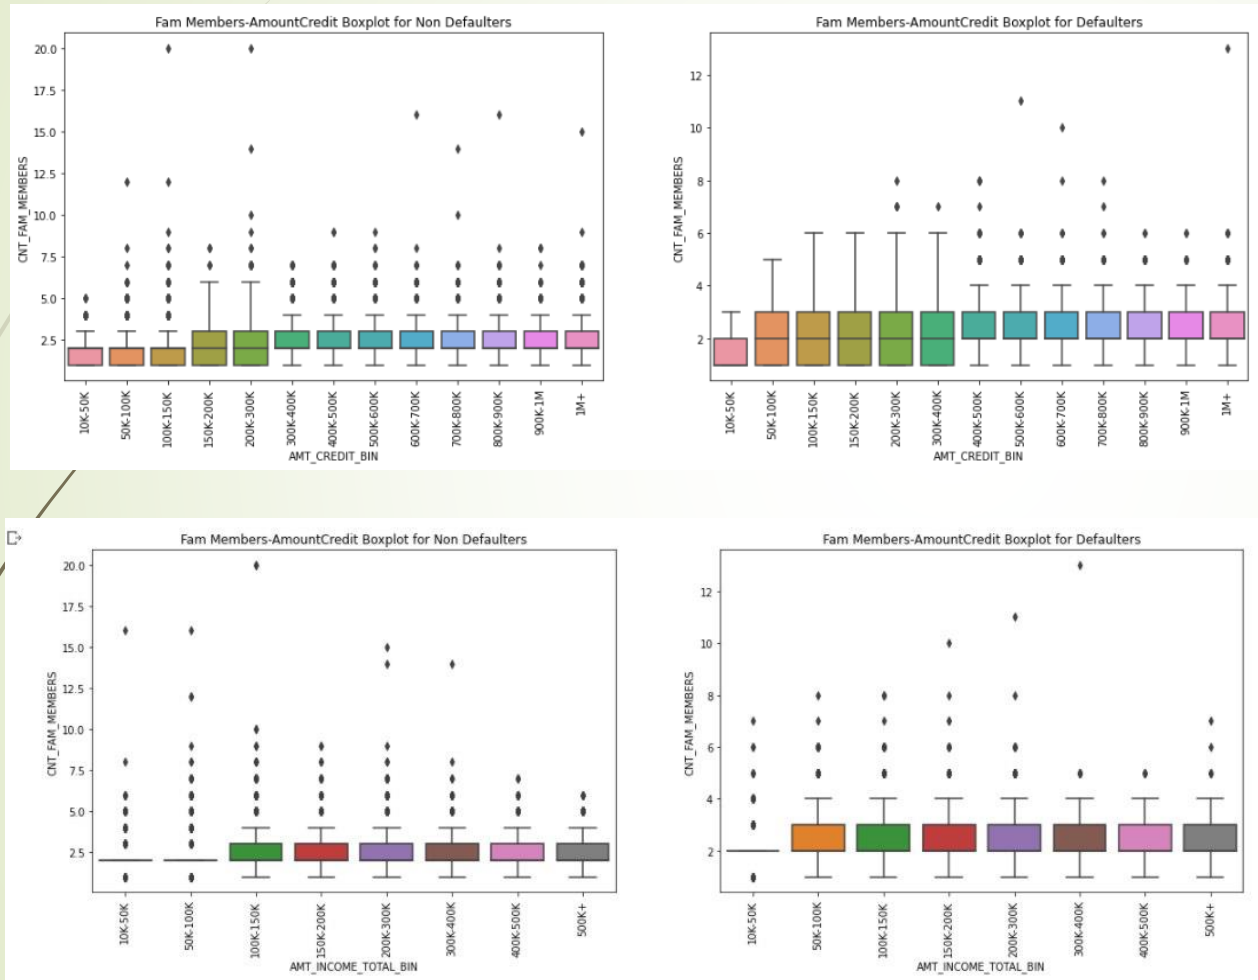 Fam Members-AmountCredit Boxplot for Non Defaulters
20.0
17.5
15.0
12.5
10.0
7.5
5.0
2.5
CNT_FAM_MEMBERS
10K-50K
50K-100K
100K-150K
150K-200K
200K-300K
300K-400K
400K-500K
500K-600K
600K-700K
700K-800K
800K-900K
900K-1M
1M+
AMT_CREDIT_BIN
Fam Members-AmountCredit Boxplot for Defaulters
12
10
8
6
4
2
CNT_FAM_MEMBERS
10K-50K
50K-100K
100K-150K
150K-200K
200K-300K
300K-400K
400K-500K
500K-600K
600K-700K
700K-800K
800K-900K
900K-1M
1M+
AMT_CREDIT_BIN
Fam Members-AmountCredit Boxplot for Non Defaulters
20.0
17.5
15.0
12.5
10.0
7.5
5.0
2.5
CNT_FAM_MEMBERS
10K-50K
50K-100K
100K-150K
150K-200K
200K-300K
300K-400K
400K-500K
500K+
AMT_INCOME_TOTAL_BIN
Fam Members-AmountCredit Boxplot for Defaulters
12
10
8
6
4
2
CNT_FAM_MEMBERS
10K-50K
50K-100K
100K-150K
150K-200K
200K-300K
300K-400K
400K-500K
500K+
AMT_INCOME_TOTAL_BIN